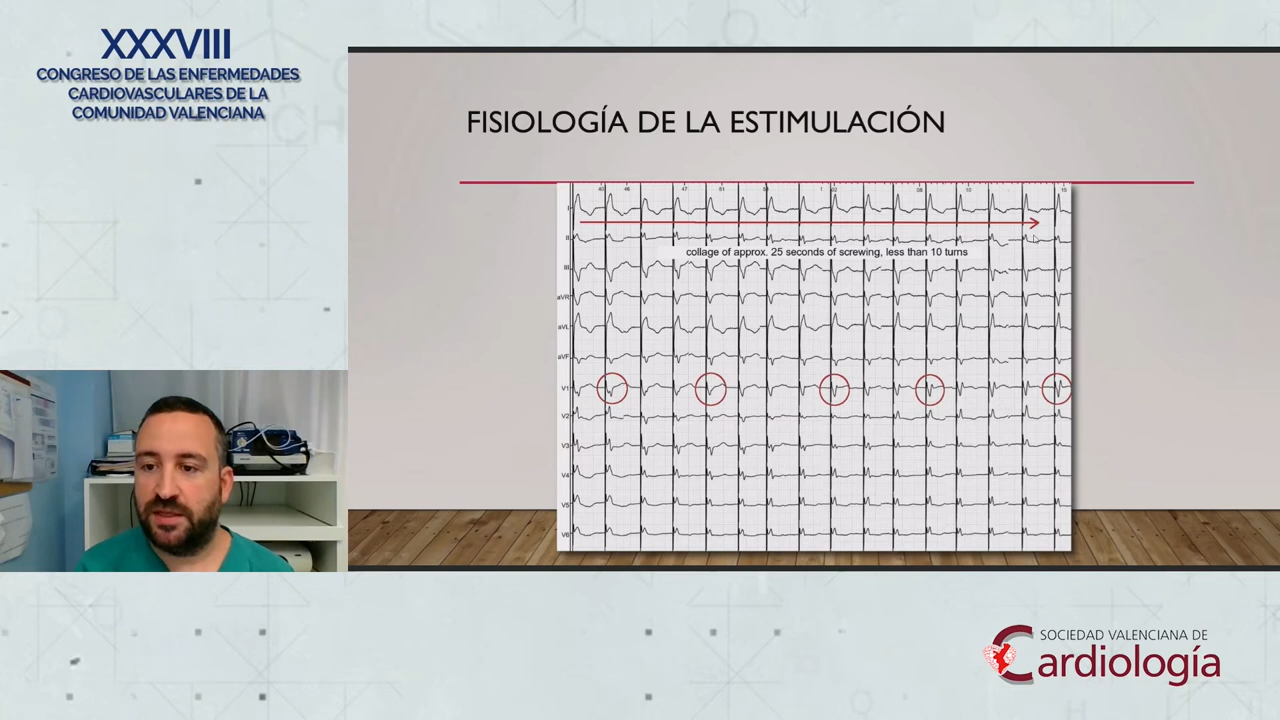 XXXVIII
CONGRESO DE LAS ENFERMEDADES
CARDIOVASCULARES DE LA
COMUNIDAD VALENCIANA
FISIOLOGÍA DE LA ESTIMULACIÓN
collage of approx. 25 seconds of screwing, less than 10 turns
I
II
III
aVR
aVL
aVF
V1
V2
V3
V4
V5
V6
SOCIEDAD VALENCIANA DE
Cardiología